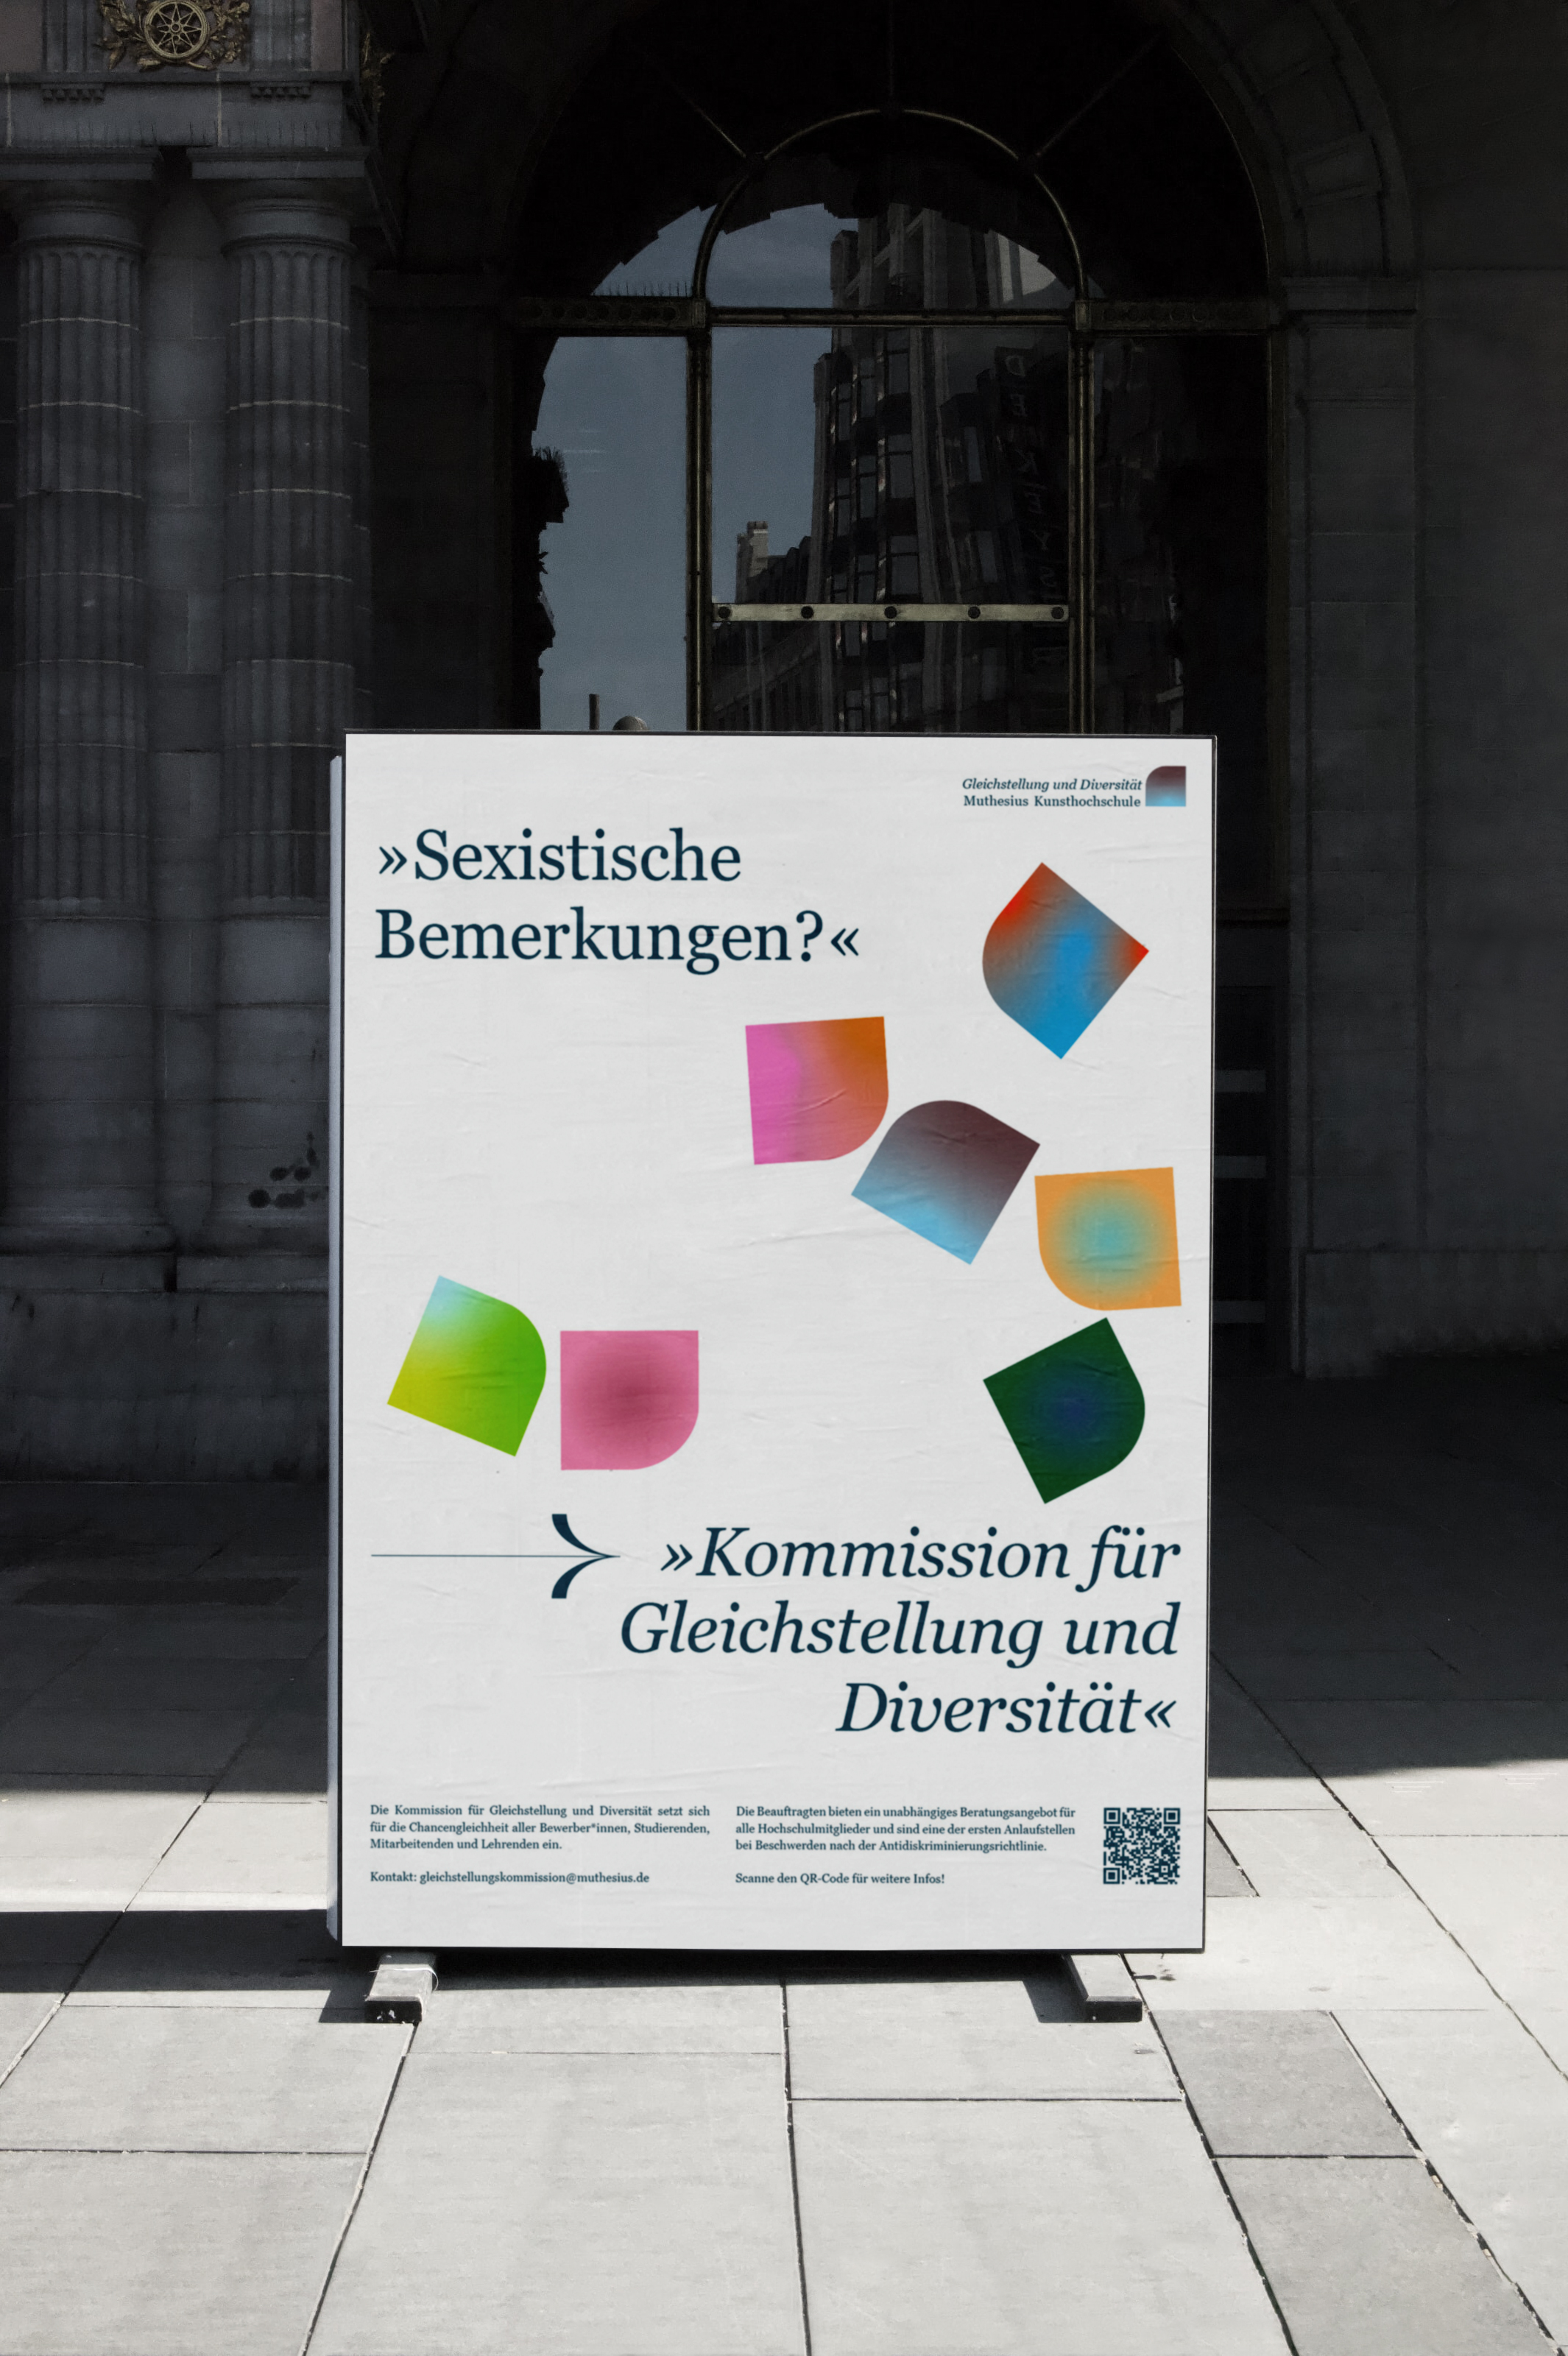 Gleichstellung und Diversität
Muthesius Kunsthochschule
»Sexistische
Bemerkungen?«
»Kommission für
Gleichstellung und
Diversität«
Die Kommission für Gleichstellung und Diversität setzt sich
für die Chancengleichheit aller Bewerber*innen, Studierenden,
Mitarbeitenden und Lehrenden ein.
Kontakt: gleichstellungskommission@muthesius.de
Die Beauftragten bieten ein unabhängiges Beratungsangebot für
alle Hochschulmitglieder und sind eine der ersten Anlaufstellen
bei Beschwerden nach der Antidiskriminierungsrichtlinie.
Scanne den QR-Code für weitere Infos!